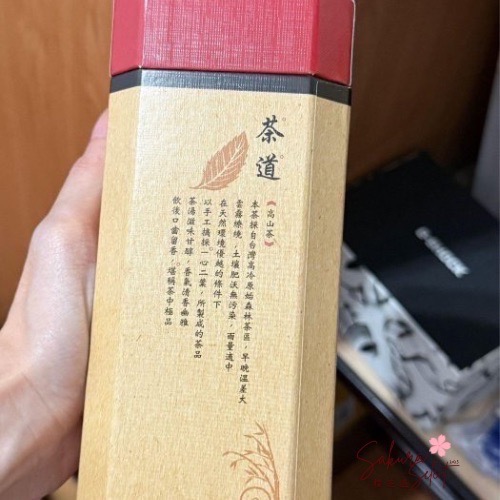 茶道
《高山茶》
本茶採自台灣高冷原始森林茶區,早晚溫差大
雲霧燎繞,土壤肥沃無污染,雨量適中
在天然環境優越的條件下
以手工摘採一心二葉,所製成的茶品
茶湯滋味甘醇,香氣清香幽雅
飲後口齒留香,堪稱茶中極品
Sakura